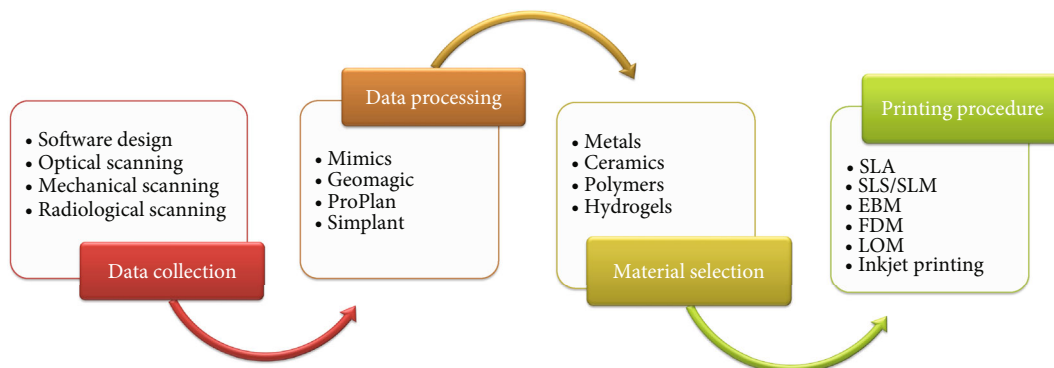 • Software design
• Optical scanning
• Mechanical scanning
• Radiological scanning
Data collection
Data processing
• Mimics
• Geomagic
• ProPlan
• Simplant
• Metals
• Ceramics
• Polymers
• Hydrogels
Material selection
Printing procedure
• SLA
• SLS/SLM
• EBM
• FDM
• LOM
• Inkjet printing